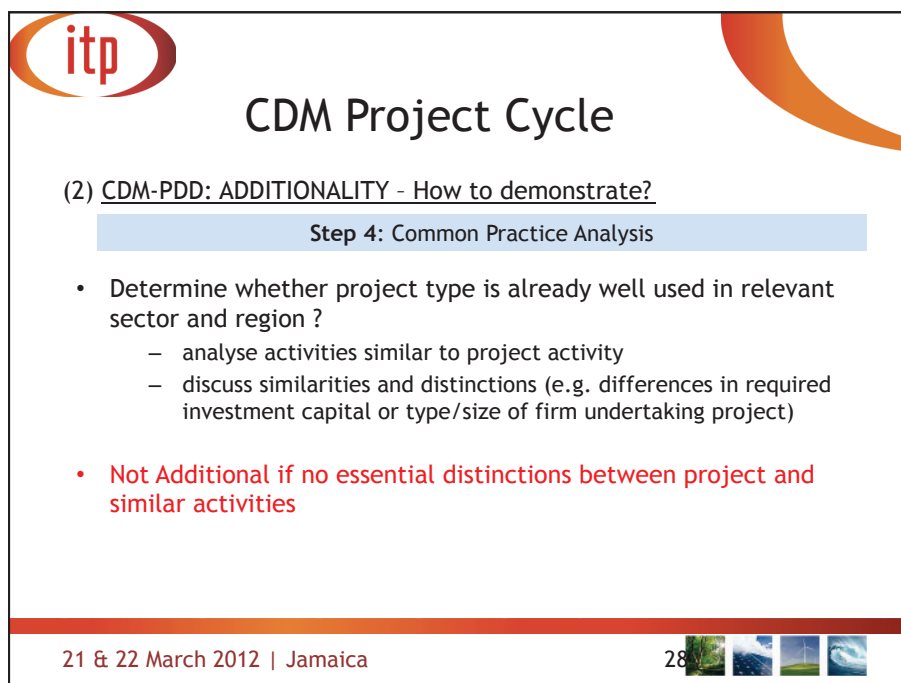 itp
CDM Project Cycle
(2) CDM-PDD: ADDITIONALITY – How to demonstrate?
Step 4: Common Practice Analysis
• Determine whether project type is already well used in relevant
sector and region ?
– analyse activities similar to project activity
– discuss similarities and distinctions (e.g. differences in required
investment capital or type/size of firm undertaking project)
• Not Additional if no essential distinctions between project and
similar activities
21 & 22 March 2012 | Jamaica
28